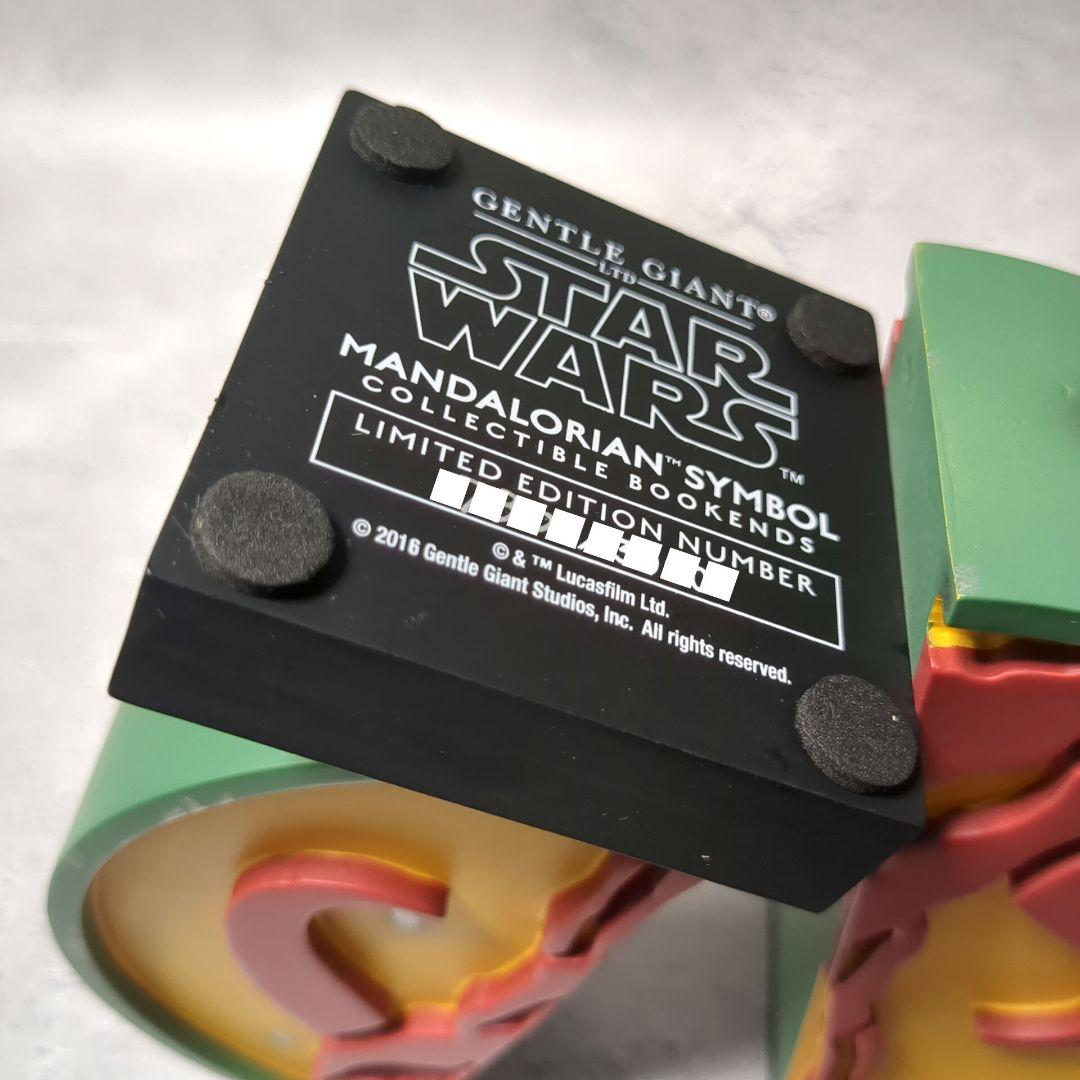 GENTLE GIANT®
LTD
STAR
WARS™
MANDALORIAN™ SYMBOL
COLLECTIBLE BOOKENDS
LIMITED EDITION NUMBER
© & ™ Lucasfilm Ltd.
© 2016 Gentle Giant Studios, Inc. All rights reserved.